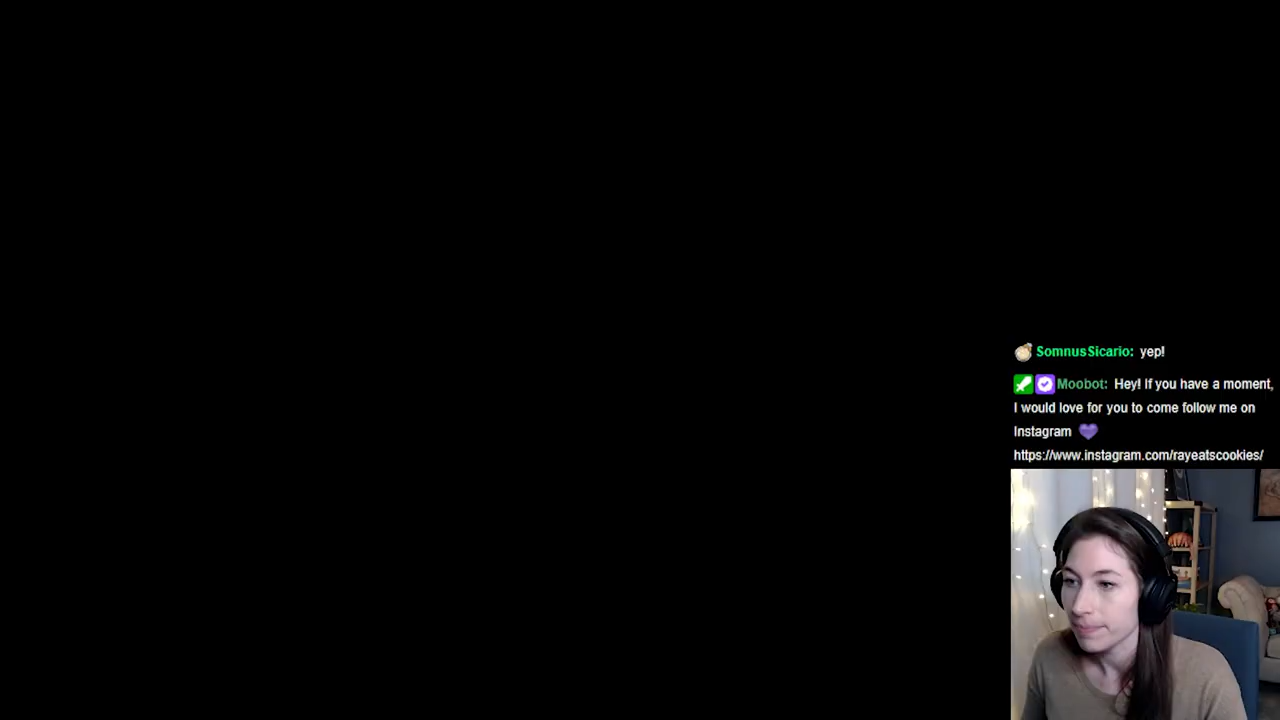 SomnusSicario: yep!
Moobot: Hey! If you have a moment,
I would love for you to come follow me on
Instagram 💜
https://www.instagram.com/rayeatscookies/